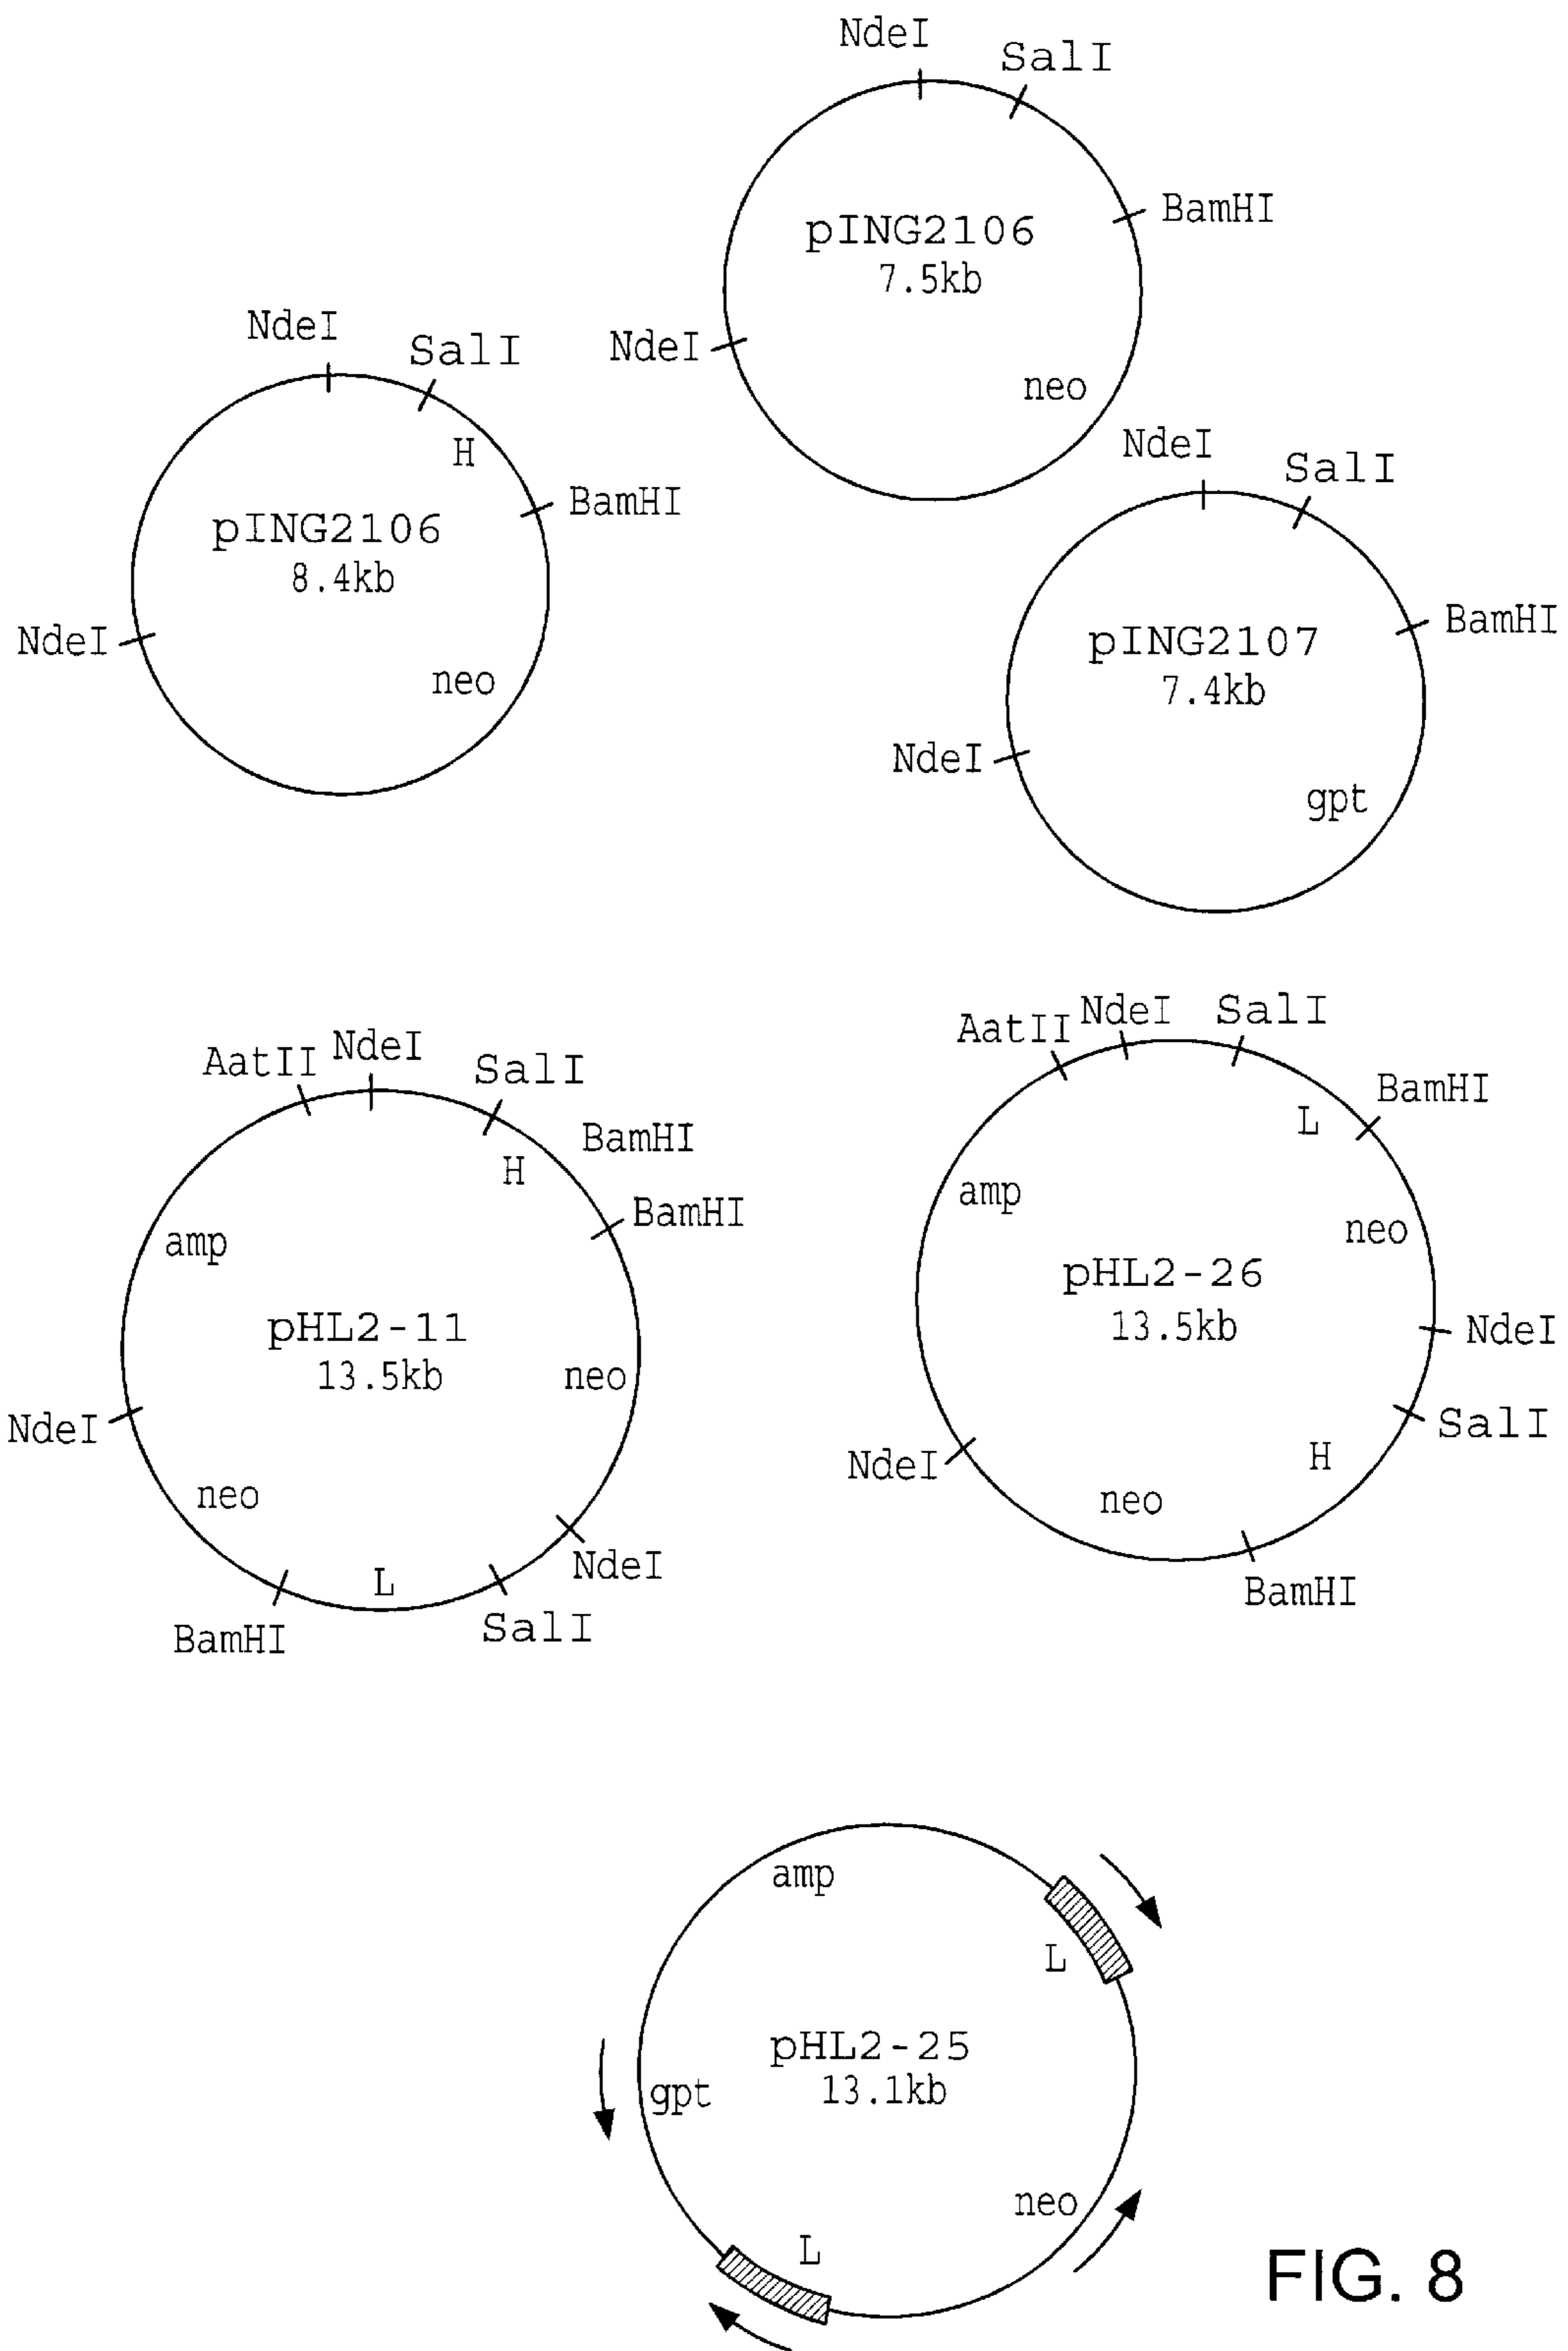 NdeI
SalI
BamHI
pING2106
7.5kb
NdeI
neo
NdeI
SalI
H
BamHI
pING2106
8.4kb
NdeI
neo
NdeI
SalI
BamHI
pING2107
7.4kb
NdeI
gpt
AatII
NdeI
SalI
BamHI
H
BamHI
amp
pHL2-11
13.5kb
neo
NdeI
neo
NdeI
L
SalI
BamHI
AatII
NdeI
SalI
BamHI
L
amp
neo
pHL2-26
13.5kb
NdeI
SalI
H
NdeI
neo
BamHI
amp
L
pHL2-25
13.1kb
gpt
neo
L
FIG. 8